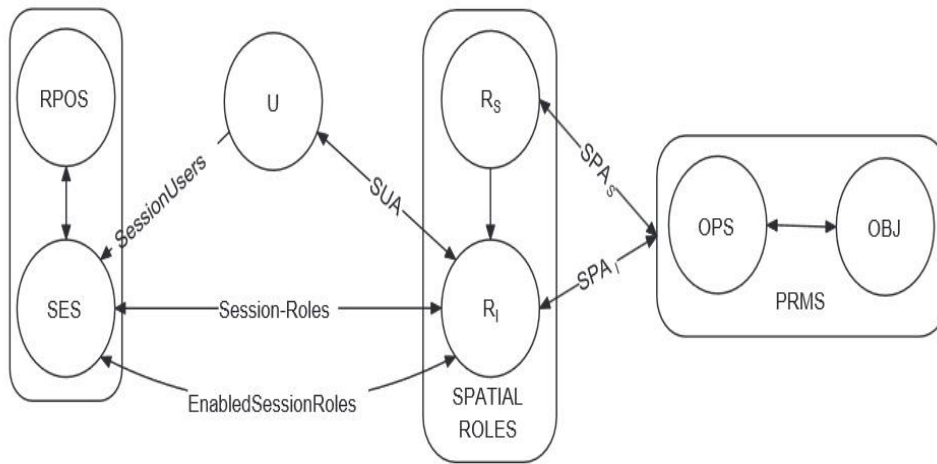 RPOS
U
R_S
SessionUsers
SUA
SPA_S
OPS
OBJ
SES
Session-Roles
R_I
SPA_I
PRMS
EnabledSessionRoles
SPATIAL
ROLES